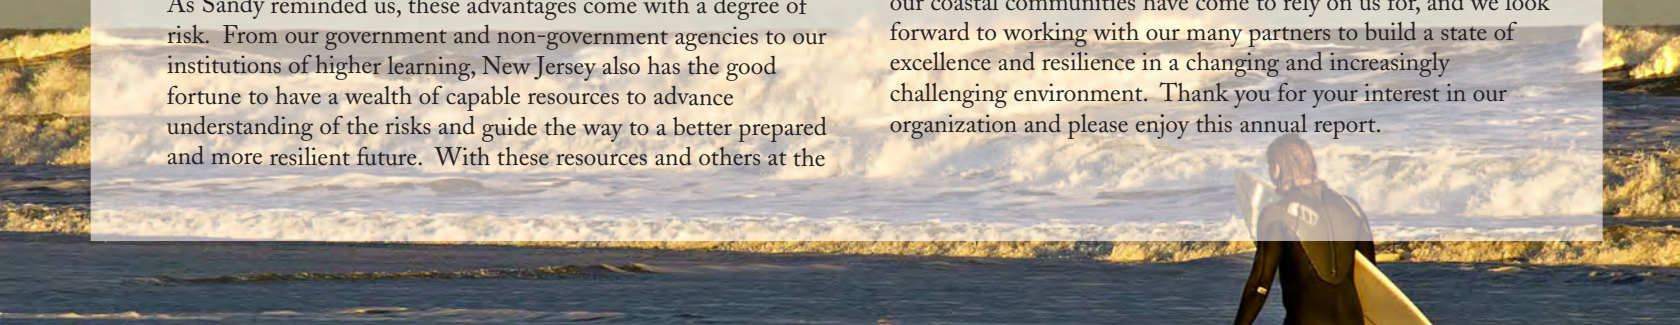 As Sandy reminded us, these advantages come with a degree of
risk.  From our government and non-government agencies to our
institutions of higher learning, New Jersey also has the good
fortune to have a wealth of capable resources to advance
understanding of the risks and guide the way to a better prepared
and more resilient future.  With these resources and others at the
our coastal communities have come to rely on us for, and we look
forward to working with our many partners to build a state of
excellence and resilience in a changing and increasingly
challenging environment.  Thank you for your interest in our
organization and please enjoy this annual report.